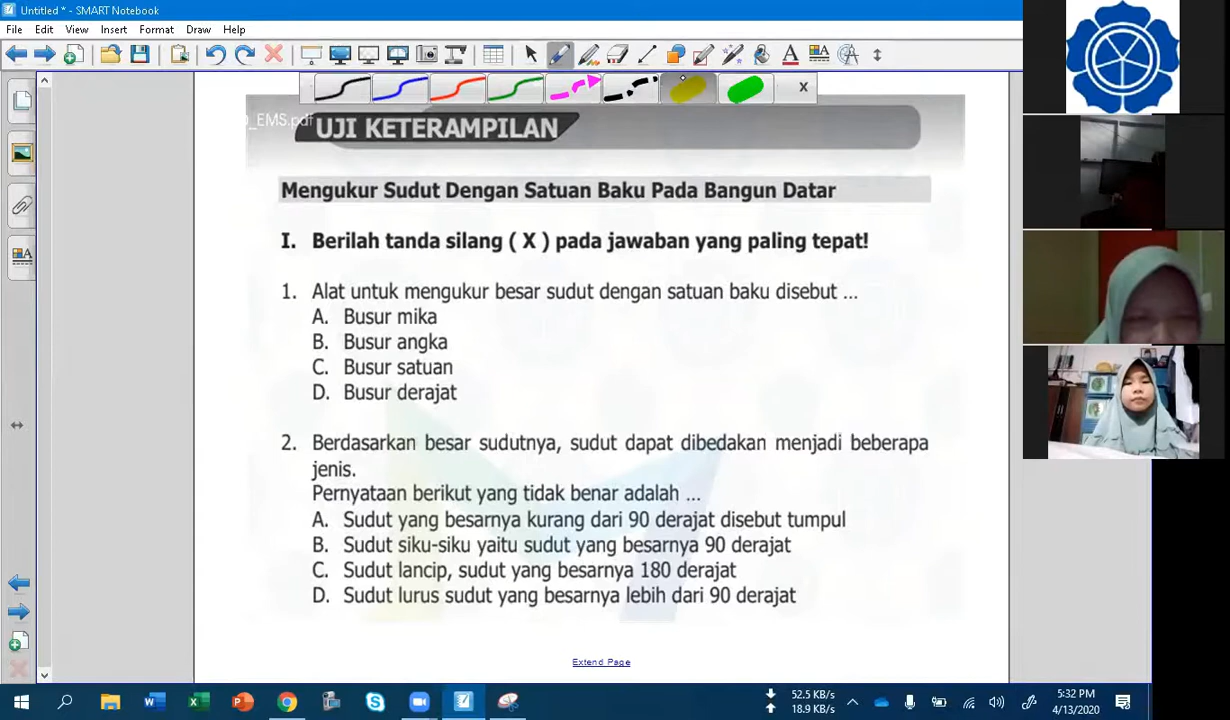 Untitled * - SMART Notebook
File Edit View Insert Format Draw Help
x
_EMS.pdf
UJI KETERAMPILAN
Mengukur Sudut Dengan Satuan Baku Pada Bangun Datar
I. Berilah tanda silang ( X ) pada jawaban yang paling tepat!
1. Alat untuk mengukur besar sudut dengan satuan baku disebut ...
A. Busur mika
B. Busur angka
C. Busur satuan
D. Busur derajat
2. Berdasarkan besar sudutnya, sudut dapat dibedakan menjadi beberapa
jenis.
Pernyataan berikut yang tidak benar adalah ...
A. Sudut yang besarnya kurang dari 90 derajat disebut tumpul
B. Sudut siku-siku yaitu sudut yang besarnya 90 derajat
C. Sudut lancip, sudut yang besarnya 180 derajat
D. Sudut lurus sudut yang besarnya lebih dari 90 derajat
Extend Page
52.5 KB/s
18.9 KB/s
5:32 PM
4/13/2020